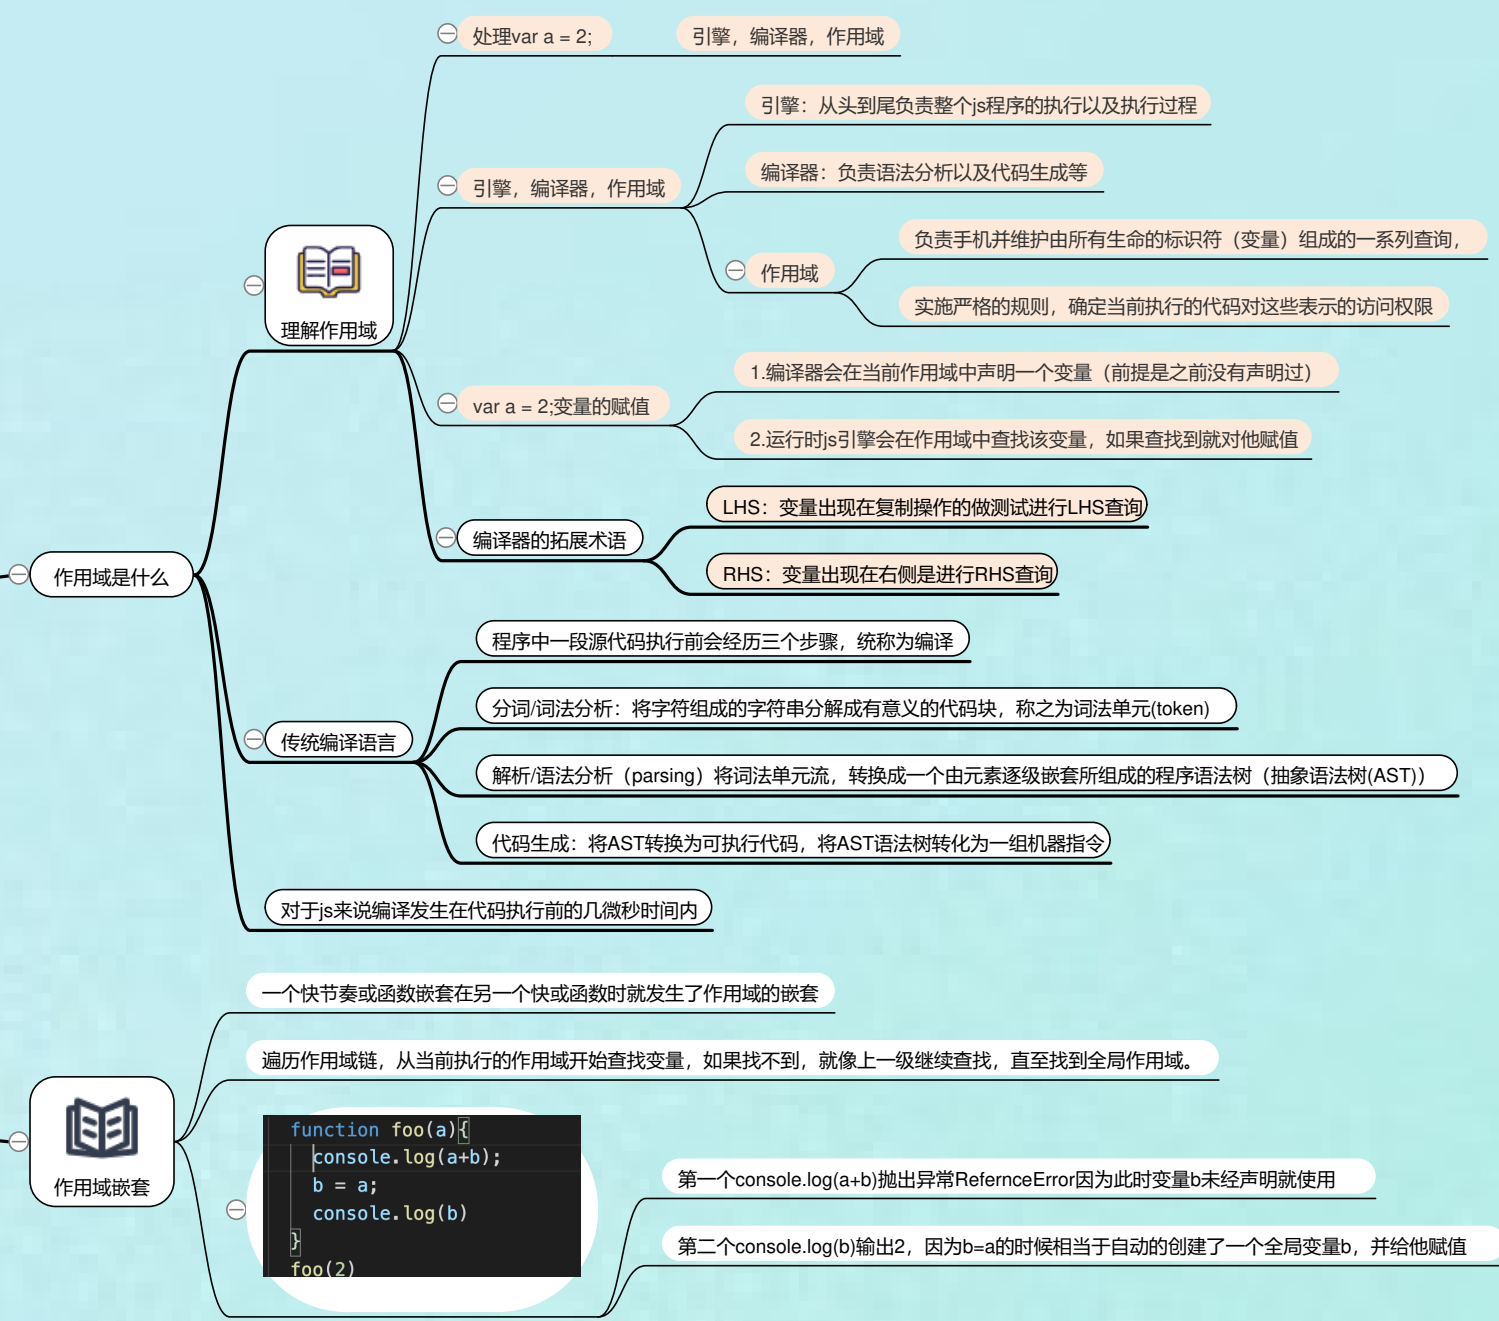 处理var a = 2;
引擎，编译器，作用域
引擎：从头到尾负责整个js程序的执行以及执行过程
编译器：负责语法分析以及代码生成等
引擎，编译器，作用域
负责手机并维护由所有生命的标识符（变量）组成的一系列查询，
作用域
实施严格的规则，确定当前执行的代码对这些表示的访问权限
理解作用域
1.编译器会在当前作用域中声明一个变量（前提是之前没有声明过）
var a = 2;变量的赋值
2.运行时js引擎会在作用域中查找该变量，如果查找到就对他赋值
LHS：变量出现在复制操作的做测试进行LHS查询
编译器的拓展术语
RHS：变量出现在右侧是进行RHS查询
作用域是什么
程序中一段源代码执行前会经历三个步骤，统称为编译
分词/词法分析：将字符组成的字符串分解成有意义的代码块，称之为词法单元(token)
传统编译语言
解析/语法分析（parsing）将词法单元流，转换成一个由元素逐级嵌套所组成的程序语法树（抽象语法树(AST)）
代码生成：将AST转换为可执行代码，将AST语法树转化为一组机器指令
对于js来说编译发生在代码执行前的几微秒时间内
一个快节奏或函数嵌套在另一个快或函数时就发生了作用域的嵌套
遍历作用域链，从当前执行的作用域开始查找变量，如果找不到，就像上一级继续查找，直至找到全局作用域。
作用域嵌套
function foo(a){
console.log(a+b);
b = a;
console.log(b)
}
foo(2)
第一个console.log(a+b)抛出异常RefernceError因为此时变量b未经声明就使用
第二个console.log(b)输出2，因为b=a的时候相当于自动的创建了一个全局变量b，并给他赋值